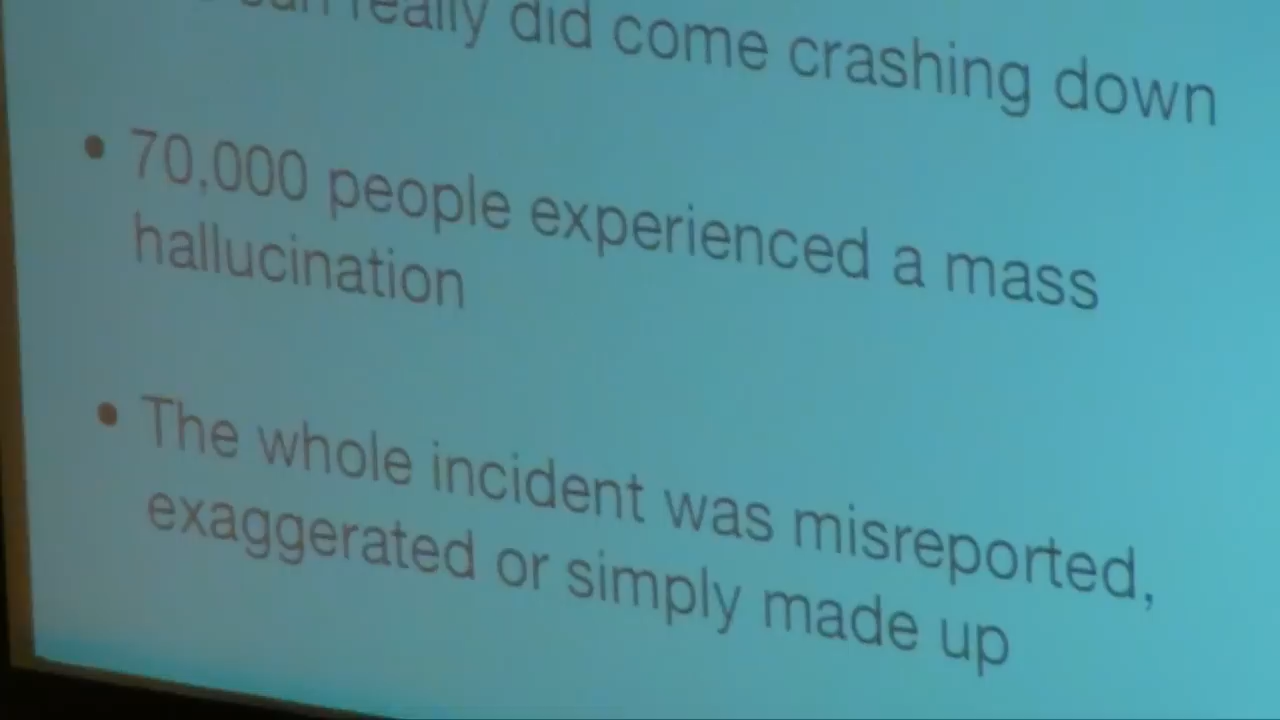 really did come crashing down
• 70,000 people experienced a mass
hallucination
• The whole incident was misreported,
exaggerated or simply made up